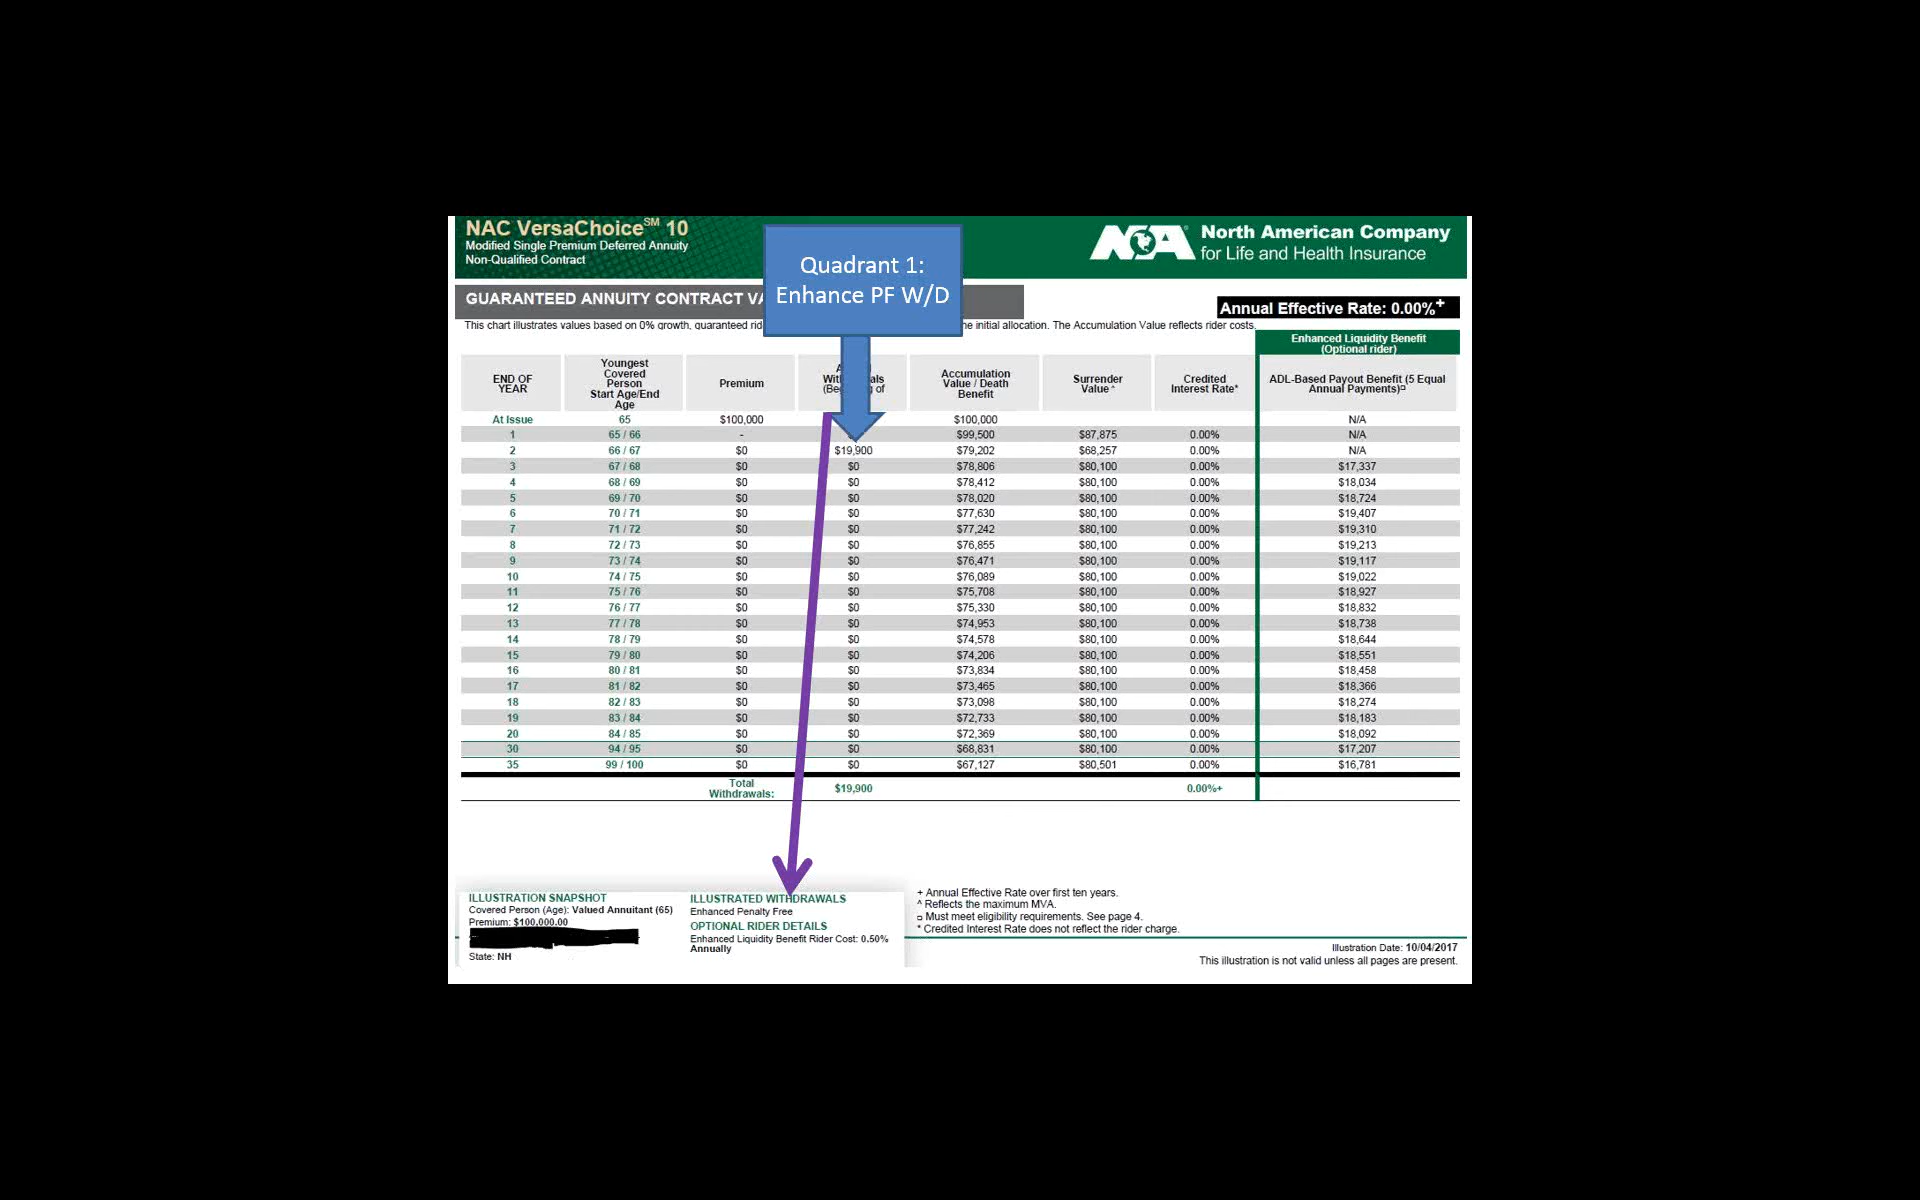 NAC VersaChoice℠ 10
Modified Single Premium Deferred Annuity
Non-Qualified Contract
Quadrant 1:
Enhance PF W/D
North American Company
for Life and Health Insurance
GUARANTEED ANNUITY CONTRACT
Annual Effective Rate: 0.00%+
This chart illustrates values based on 0% growth, guaranteed
initial allocation. The Accumulation Value reflects rider costs.
Enhanced Liquidity Benefit
(Optional rider)
END OF YEAR
Youngest Covered Person Start Age/End Age
Premium
Accumulation Value / Death Benefit
Surrender Value ^
Credited Interest Rate*
ADL-Based Payout Benefit (5 Equal Annual Payments)¤
At Issue 65 $100,000 $100,000 N/A
1 65 / 66 - $99,500 $87,875 0.00% N/A
2 66 / 67 $0 $19,900 $79,202 $68,257 0.00% N/A
3 67 / 68 $0 $0 $78,806 $80,100 0.00% $17,337
4 68 / 69 $0 $0 $78,412 $80,100 0.00% $18,034
5 69 / 70 $0 $0 $78,020 $80,100 0.00% $18,724
6 70 / 71 $0 $0 $77,630 $80,100 0.00% $19,407
7 71 / 72 $0 $0 $77,242 $80,100 0.00% $19,310
8 72 / 73 $0 $0 $76,855 $80,100 0.00% $19,213
9 73 / 74 $0 $0 $76,471 $80,100 0.00% $19,117
10 74 / 75 $0 $0 $76,089 $80,100 0.00% $19,022
11 75 / 76 $0 $0 $75,708 $80,100 0.00% $18,927
12 76 / 77 $0 $0 $75,330 $80,100 0.00% $18,832
13 77 / 78 $0 $0 $74,953 $80,100 0.00% $18,738
14 78 / 79 $0 $0 $74,578 $80,100 0.00% $18,644
15 79 / 80 $0 $0 $74,206 $80,100 0.00% $18,551
16 80 / 81 $0 $0 $73,834 $80,100 0.00% $18,458
17 81 / 82 $0 $0 $73,465 $80,100 0.00% $18,366
18 82 / 83 $0 $0 $73,098 $80,100 0.00% $18,274
19 83 / 84 $0 $0 $72,733 $80,100 0.00% $18,183
20 84 / 85 $0 $0 $72,369 $80,100 0.00% $18,092
30 94 / 95 $0 $0 $68,831 $80,100 0.00% $17,207
35 99 / 100 $0 $0 $67,127 $80,501 0.00% $16,781
Total Withdrawals: $19,900 0.00%+
ILLUSTRATION SNAPSHOT
Covered Person (Age): Valued Annuitant (65)
Premium: $100,000.00
State: NH
ILLUSTRATED WITHDRAWALS
Enhanced Penalty Free
OPTIONAL RIDER DETAILS
Enhanced Liquidity Benefit Rider Cost: 0.50%
Annually
+ Annual Effective Rate over first ten years.
^ Reflects the maximum MVA.
¤ Must meet eligibility requirements. See page 4.
* Credited Interest Rate does not reflect the rider charge.
Illustration Date: 10/04/2017
This illustration is not valid unless all pages are present.